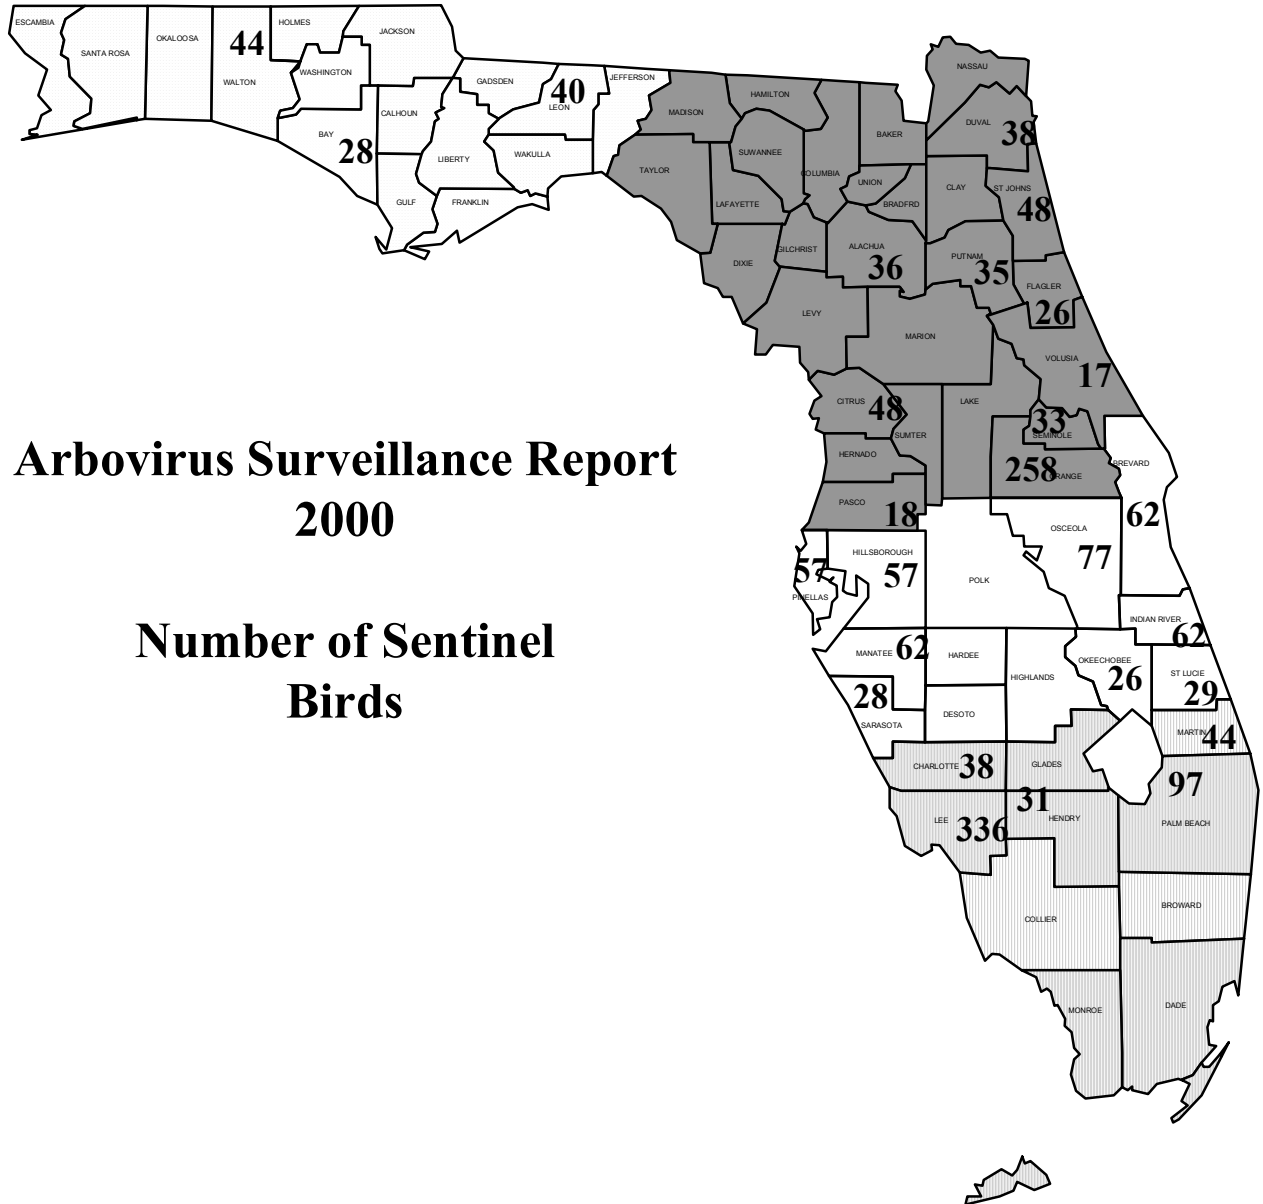 ESCAMBIA
SANTA ROSA
OKALOOSA
WALTON
44
HOLMES
WASHINGTON
JACKSON
BAY
28
CALHOUN
GULF
LIBERTY
GADSDEN
FRANKLIN
LEON
40
WAKULLA
JEFFERSON
MADISON
TAYLOR
HAMILTON
SUWANNEE
LAFAYETTE
DIXIE
COLUMBIA
GILCHRIST
LEVY
BAKER
UNION
BRADFRD
ALACHUA
36
NASSAU
DUVAL
38
CLAY
ST JOHNS
48
PUTNAM
35
FLAGLER
26
MARION
VOLUSIA
17
CITRUS
48
SUMTER
LAKE
33
SEMINOLE
HERNADO
258
ORANGE
BREVARD
62
PASCO
18
Arbovirus Surveillance Report
2000
Number of Sentinel
Birds
OSCEOLA
77
HILLSBOROUGH
57
57
PINELLAS
POLK
INDIAN RIVER
62
MANATEE
62
HARDEE
HIGHLANDS
OKEECHOBEE
26
ST LUCIE
29
28
SARASOTA
DESOTO
MARTIN
44
CHARLOTTE
38
GLADES
97
PALM BEACH
31
HENDRY
LEE
336
COLLIER
BROWARD
MONROE
DADE